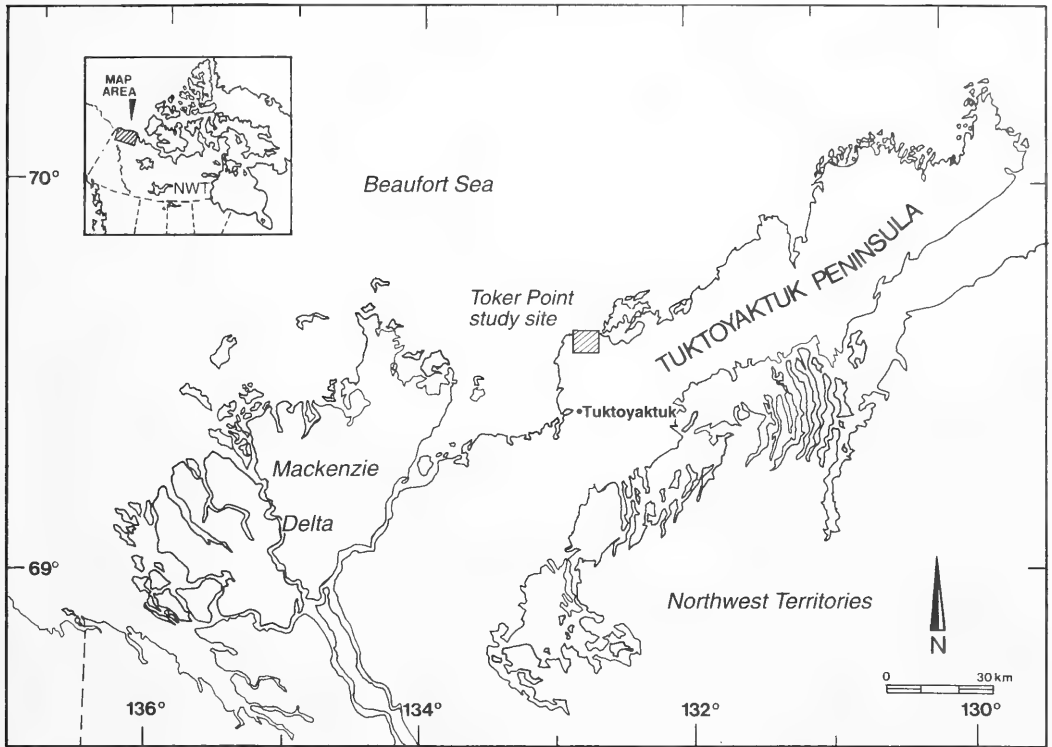 MAP
AREA
NWT
70°
Beaufort Sea
TUKTOYAKTUK PENINSULA
Toker Point
study site
Tuktoyaktuk
Mackenzie
Delta
69°
Northwest Territories
N
0 30 km
136° 134° 132° 130°